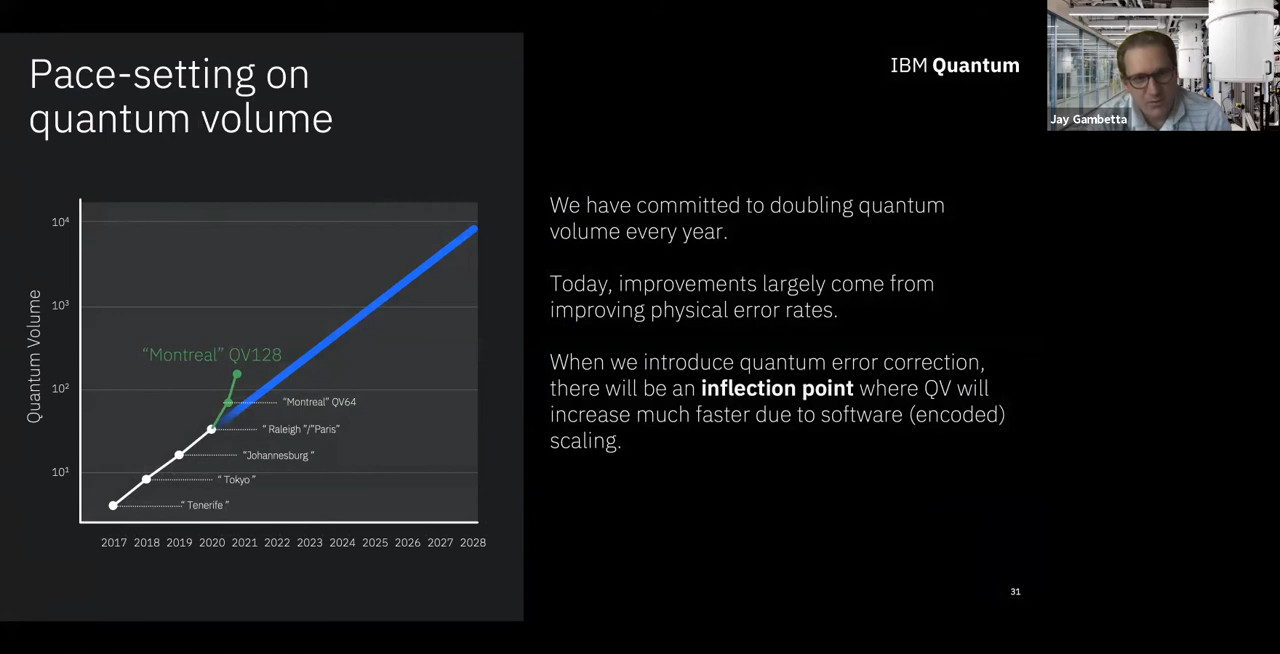 Pace-setting on
quantum volume
IBM Quantum
Jay Gambetta
Quantum Volume
10⁴
10³
10²
10¹
"Montreal" QV128
"Montreal" QV64
" Raleigh "/"Paris"
"Johannesburg "
" Tokyo "
" Tenerife "
2017 2018 2019 2020 2021 2022 2023 2024 2025 2026 2027 2028
We have committed to doubling quantum
volume every year.
Today, improvements largely come from
improving physical error rates.
When we introduce quantum error correction,
there will be an inflection point where QV will
increase much faster due to software (encoded)
scaling.
31